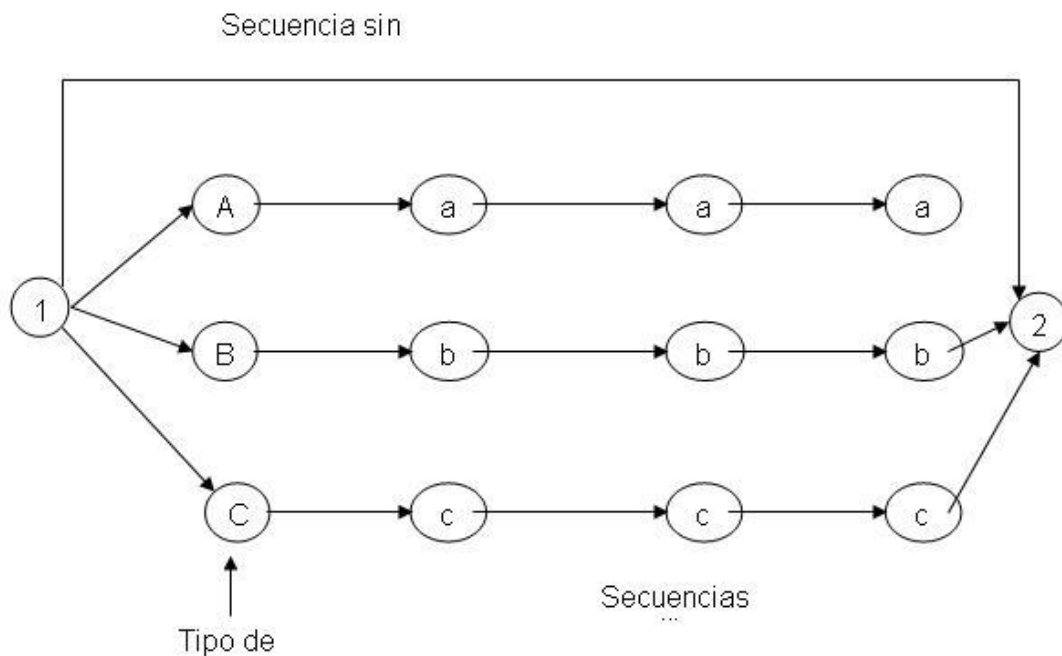 Secuencia sin
A a a a
1
2
B b b b
C c c c
Secuencias
Tipo de